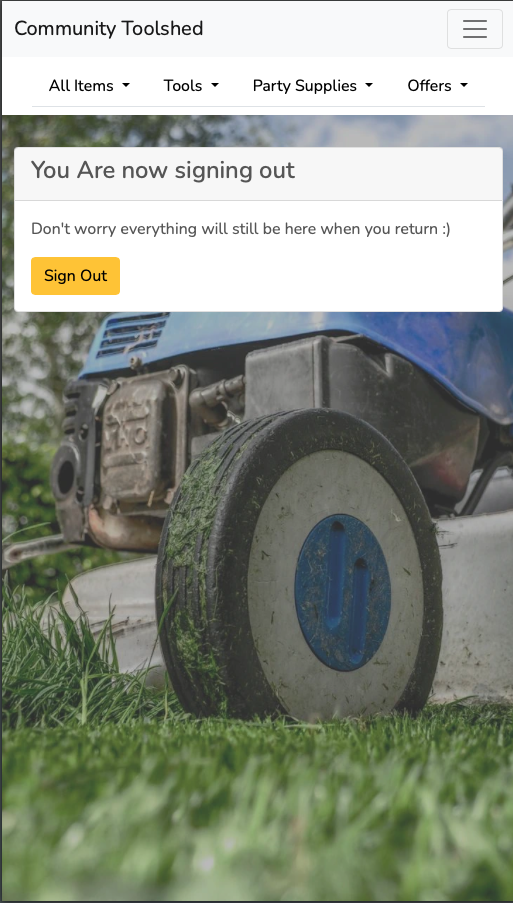 Community Toolshed
All Items Tools Party Supplies Offers
You Are now signing out
Don't worry everything will still be here when you return :)
Sign Out